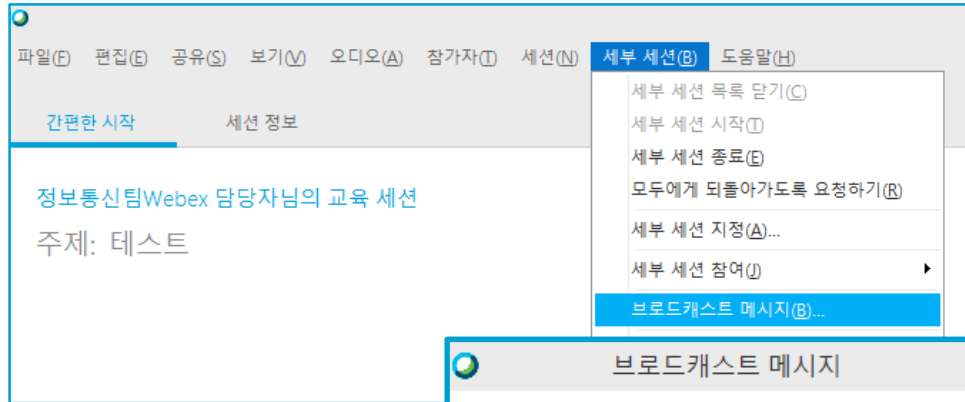 파일(F) 편집(E) 공유(S) 보기(V) 오디오(A) 참가자(T) 세션(N) 세부 세션(B) 도움말(H)
세부 세션 목록 닫기(C)
세부 세션 시작(T)
세부 세션 종료(E)
모두에게 되돌아가도록 요청하기(R)
세부 세션 지정(A)...
세부 세션 참여(J)
브로드캐스트 메시지(B)...
간편한 시작 세션 정보
정보통신팀Webex 담당자님의 교육 세션
주제: 테스트
브로드캐스트 메시지